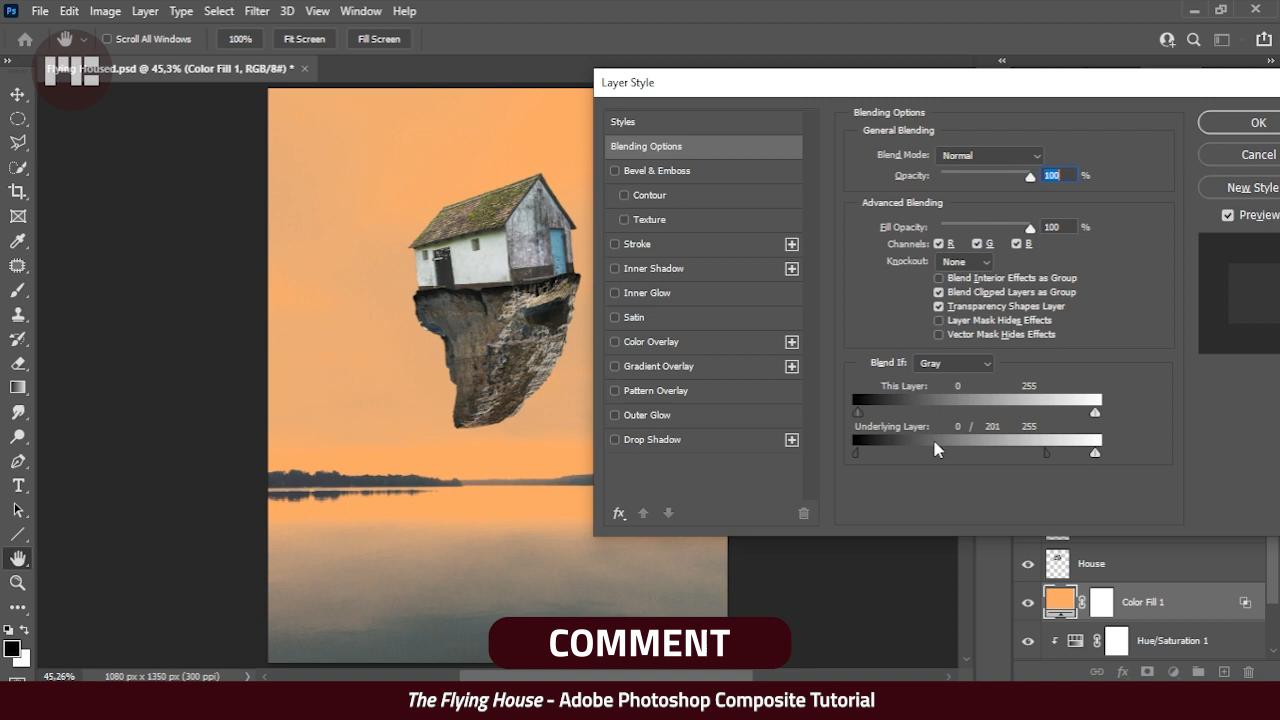 Ps File Edit Image Layer Type Select Filter 3D View Window Help
Scroll All Windows 100% Fit Screen Fill Screen
Flying Housed.psd @ 45,3% (Color Fill 1, RGB/8#) * ×
Layer Style
Styles
Blending Options
Bevel & Emboss
Contour
Texture
Stroke
Inner Shadow
Inner Glow
Satin
Color Overlay
Gradient Overlay
Pattern Overlay
Outer Glow
Drop Shadow
fx
Blending Options
General Blending
Blend Mode: Normal
Opacity: 100 %
Advanced Blending
Fill Opacity: 100 %
Channels: R G B
Knockout: None
Blend Interior Effects as Group
Blend Clipped Layers as Group
Transparency Shapes Layer
Layer Mask Hides Effects
Vector Mask Hides Effects
Blend If: Gray
This Layer: 0 255
Underlying Layer: 0 / 201 255
OK
Cancel
New Style
Preview
House
Color Fill 1
Hue/Saturation 1
fx
COMMENT
45,26% 1080 px x 1350 px (300 ppi)
The Flying House - Adobe Photoshop Composite Tutorial